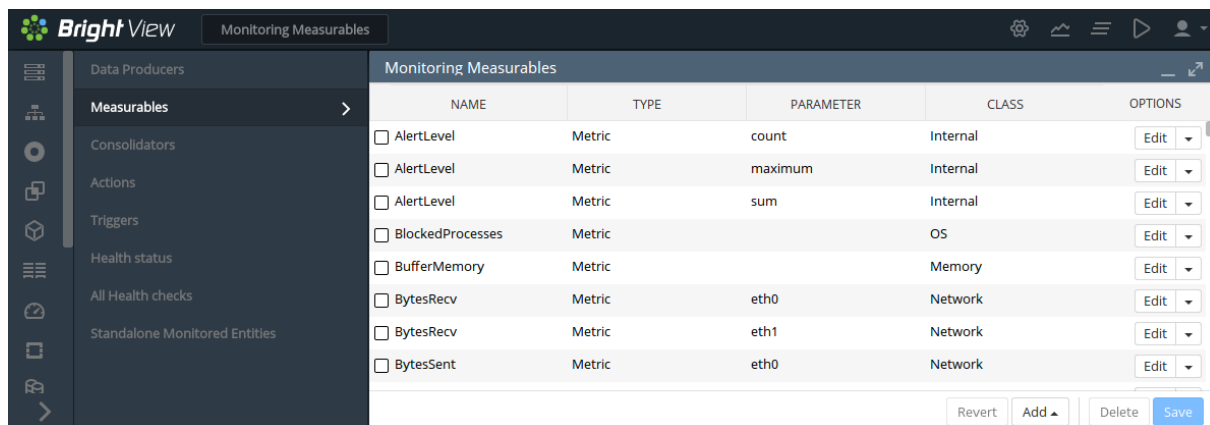 Bright View
Monitoring Measurables
Data Producers
Measurables
Consolidators
Actions
Triggers
Health status
All Health checks
Standalone Monitored Entities
Monitoring Measurables
NAME TYPE PARAMETER CLASS OPTIONS
AlertLevel Metric count Internal Edit
AlertLevel Metric maximum Internal Edit
AlertLevel Metric sum Internal Edit
BlockedProcesses Metric OS Edit
BufferMemory Metric Memory Edit
BytesRecv Metric eth0 Network Edit
BytesRecv Metric eth1 Network Edit
BytesSent Metric eth0 Network Edit
Revert Add Delete Save